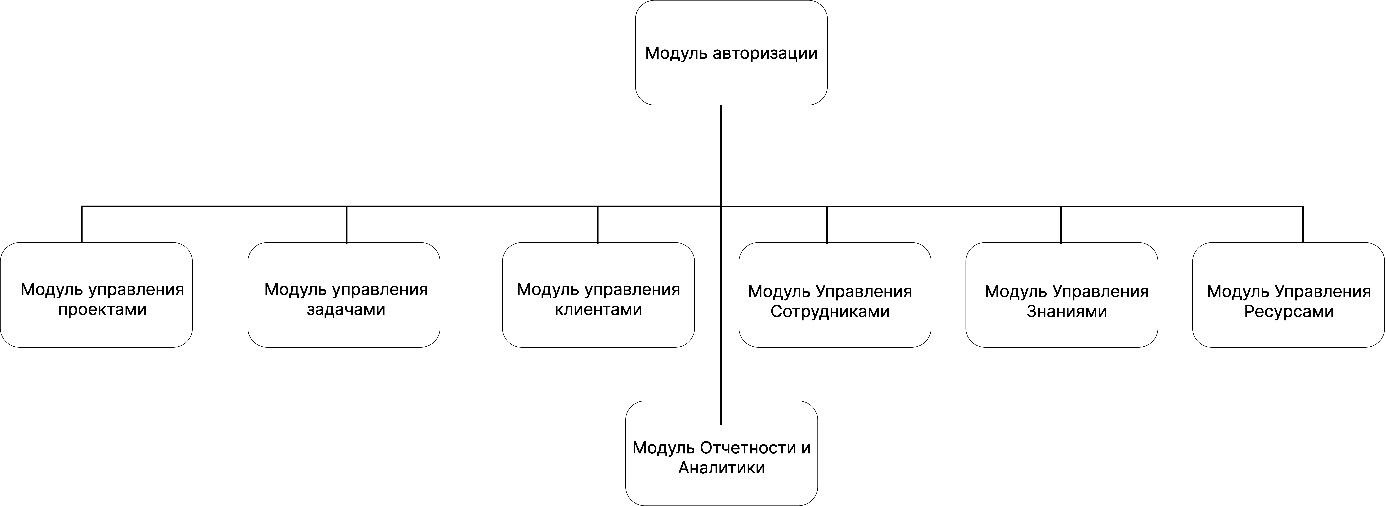 Модуль авторизации
Модуль управления
проектами
Модуль управления
задачами
Модуль управления
клиентами
Модуль Управления
Сотрудниками
Модуль Управления
Знаниями
Модуль Управления
Ресурсами
Модуль Отчетности и
Аналитики